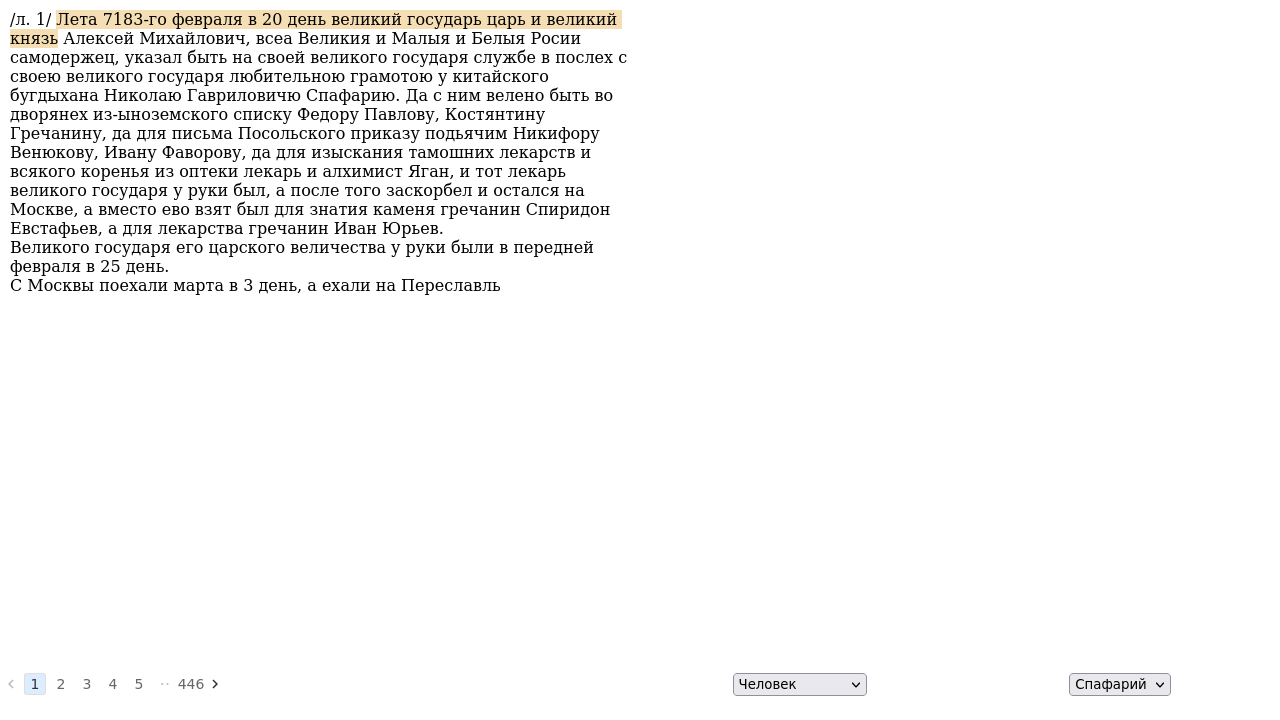 /л. 1/ Лета 7183-го февраля в 20 день великий государь царь и великий
князь Алексей Михайлович, всеа Великия и Малыя и Белыя Росии
самодержец, указал быть на своей великого государя службе в послех с
своею великого государя любительною грамотою у китайского
бугдыхана Николаю Гавриловичю Спафарию. Да с ним велено быть во
дворянех из-ыноземского списку Федору Павлову, Костянтину
Гречанину, да для письма Посольского приказу подьячим Никифору
Венюкову, Ивану Фаворову, да для изыскания тамошних лекарств и
всякого коренья из оптеки лекарь и алхимист Яган, и тот лекарь
великого государя у руки был, а после того заскорбел и остался на
Москве, а вместо ево взят был для знатия каменя гречанин Спиридон
Евстафьев, а для лекарства гречанин Иван Юрьев.
Великого государя его царского величества у руки были в передней
февраля в 25 день.
С Москвы поехали марта в 3 день, а ехали на Переславль
1 2 3 4 5 ·· 446 Человек Спафарий